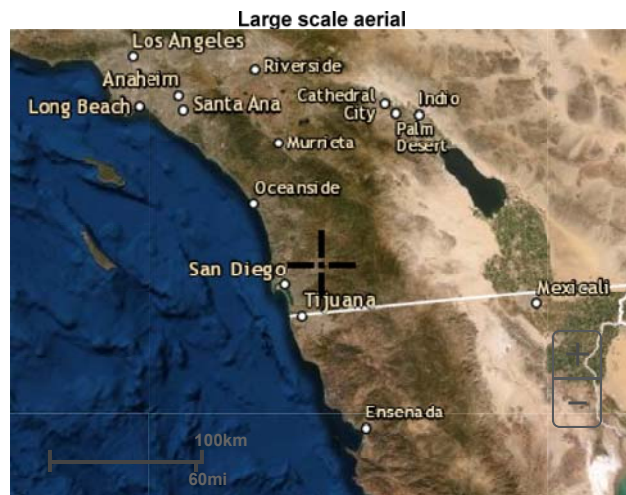 Large scale aerial
Los Angeles
Riverside
Anaheim
Cathedral
City
Indio
Long Beach
Santa Ana
Palm
Desert
Murrieta
Oceanside
San Diego
Tijuana
Mexicali
+
−
Ensenada
100km
60mi